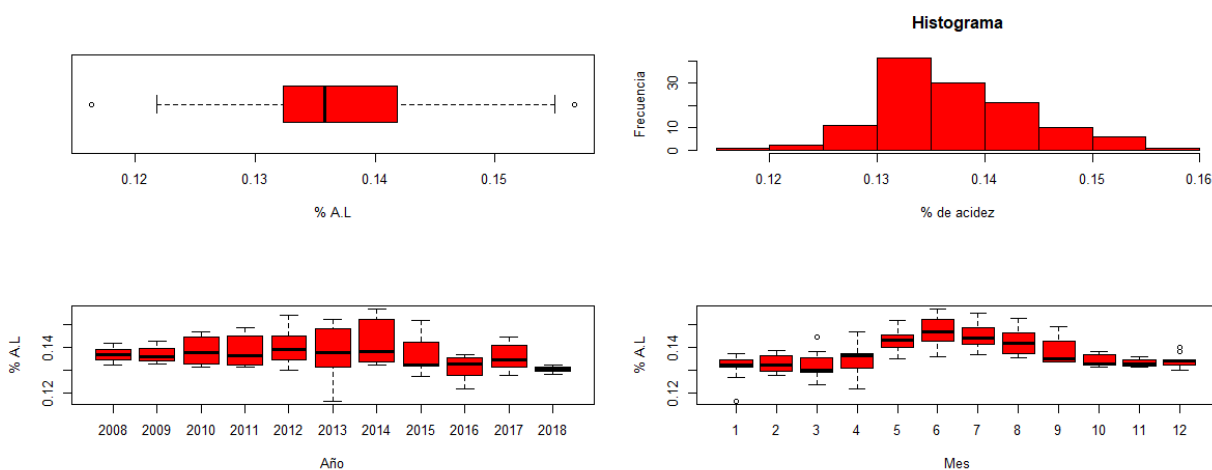 0.12 0.13 0.14 0.15
% A.L
Histograma
Frecuencia
0 10 30
0.12 0.13 0.14 0.15 0.16
% de acidez
% A.L
0.12 0.14
2008 2009 2010 2011 2012 2013 2014 2015 2016 2017 2018
Año
% A.L
0.12 0.14
1 2 3 4 5 6 7 8 9 10 11 12
Mes